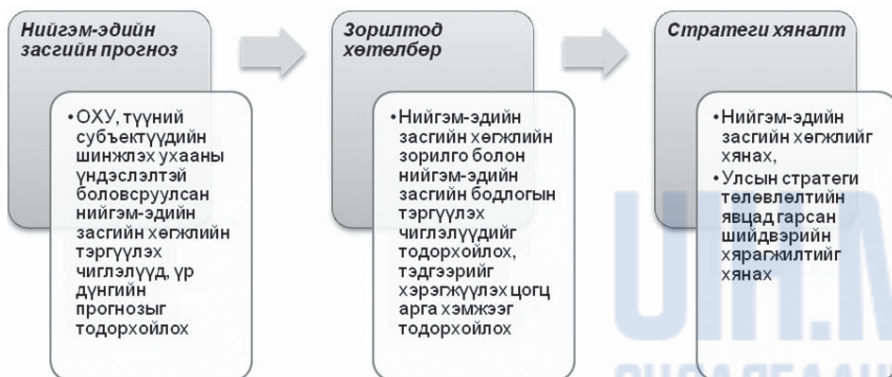 Нийгэм-эдийн
засгийн прогноз
• ОХУ, түүний
субъектүүдийн
шинжлэх ухааны
үндэслэлтэй
боловсруулсан
нийгэм-эдийн
засгийн хөгжлийн
тэргүүлэх
чиглэлүүд, үр
дүнгийн
прогнозыг
тодорхойлох
Зорилтод
хөтөлбөр
• Нийгэм-эдийн
засгийн хөгжлийн
зорилго болон
нийгэм-эдийн
засгийн бодлогын
тэргүүлэх
чиглэлүүдийг
тодорхойлох,
тэдгээрийг
хэрэгжүүлэх цогц
арга хэмжээг
тодорхойлох
Стратеги хяналт
• Нийгэм-эдийн
засгийн хөгжлийг
хянах,
• Улсын стратеги
төлөвлөлтийн
явцад гарсан
шийдвэрийн
хярагжилтийг
хянах
UIH.M